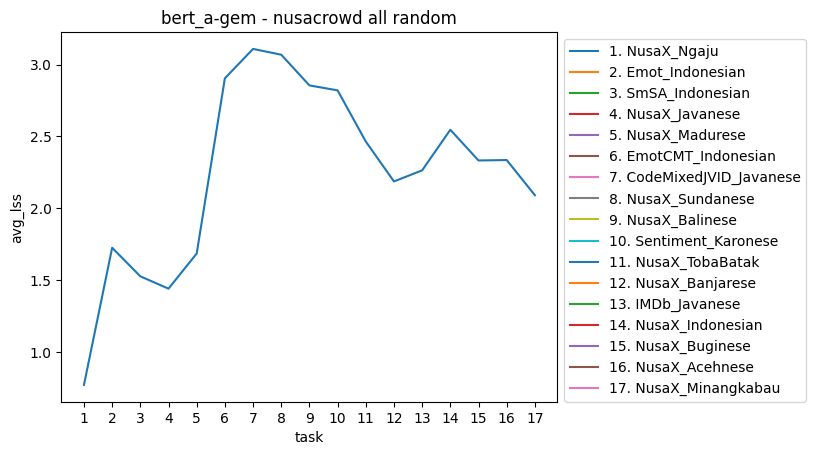 bert_a-gem - nusacrowd all random
avg_lss
3.0
2.5
2.0
1.5
1.0
1 2 3 4 5 6 7 8 9 10 11 12 13 14 15 16 17
task
1. NusaX_Ngaju
2. Emot_Indonesian
3. SmSA_Indonesian
4. NusaX_Javanese
5. NusaX_Madurese
6. EmotCMT_Indonesian
7. CodeMixedJVID_Javanese
8. NusaX_Sundanese
9. NusaX_Balinese
10. Sentiment_Karonese
11. NusaX_TobaBatak
12. NusaX_Banjarese
13. IMDb_Javanese
14. NusaX_Indonesian
15. NusaX_Buginese
16. NusaX_Acehnese
17. NusaX_Minangkabau